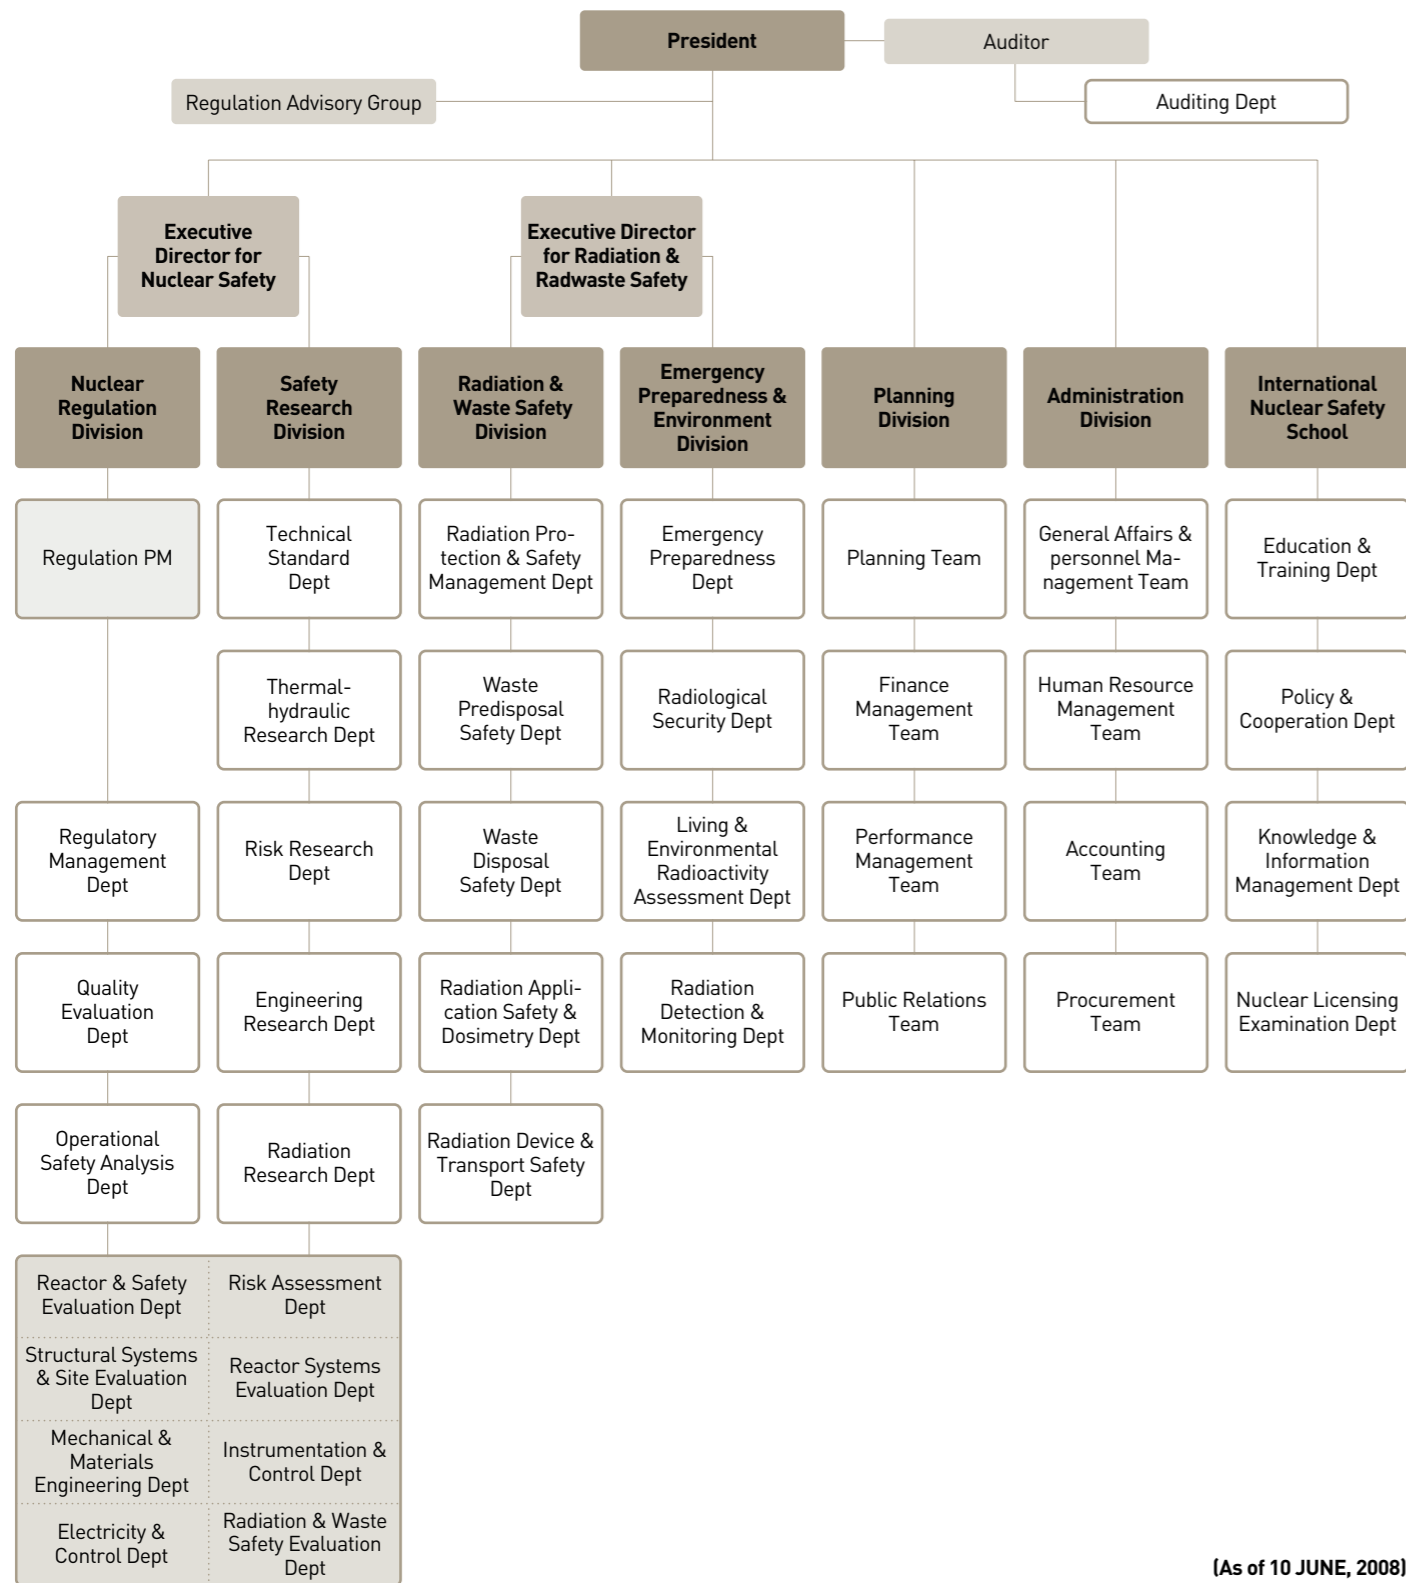 President
Auditor
Regulation Advisory Group
Auditing Dept
Executive
Director for
Nuclear Safety
Executive Director
for Radiation &
Radwaste Safety
Nuclear
Regulation
Division
Safety
Research
Division
Radiation &
Waste Safety
Division
Emergency
Preparedness &
Environment
Division
Planning
Division
Administration
Division
International
Nuclear Safety
School
Regulation PM
Technical
Standard
Dept
Radiation Pro-
tection & Safety
Management Dept
Emergency
Preparedness
Dept
Planning Team
General Affairs &
personnel Ma-
nagement Team
Education &
Training Dept
Thermal-
hydraulic
Research Dept
Waste
Predisposal
Safety Dept
Radiological
Security Dept
Finance
Management
Team
Human Resource
Management
Team
Policy &
Cooperation Dept
Regulatory
Management
Dept
Risk Research
Dept
Waste
Disposal
Safety Dept
Living &
Environmental
Radioactivity
Assessment Dept
Performance
Management
Team
Accounting
Team
Knowledge &
Information
Management Dept
Quality
Evaluation
Dept
Engineering
Research Dept
Radiation Appli-
cation Safety &
Dosimetry Dept
Radiation
Detection &
Monitoring Dept
Public Relations
Team
Procurement
Team
Nuclear Licensing
Examination Dept
Operational
Safety Analysis
Dept
Radiation
Research Dept
Radiation Device &
Transport Safety
Dept
Reactor & Safety
Evaluation Dept
Risk Assessment
Dept
Structural Systems
& Site Evaluation
Dept
Reactor Systems
Evaluation Dept
Mechanical &
Materials
Engineering Dept
Instrumentation &
Control Dept
Electricity &
Control Dept
Radiation & Waste
Safety Evaluation
Dept
(As of 10 JUNE, 2008)